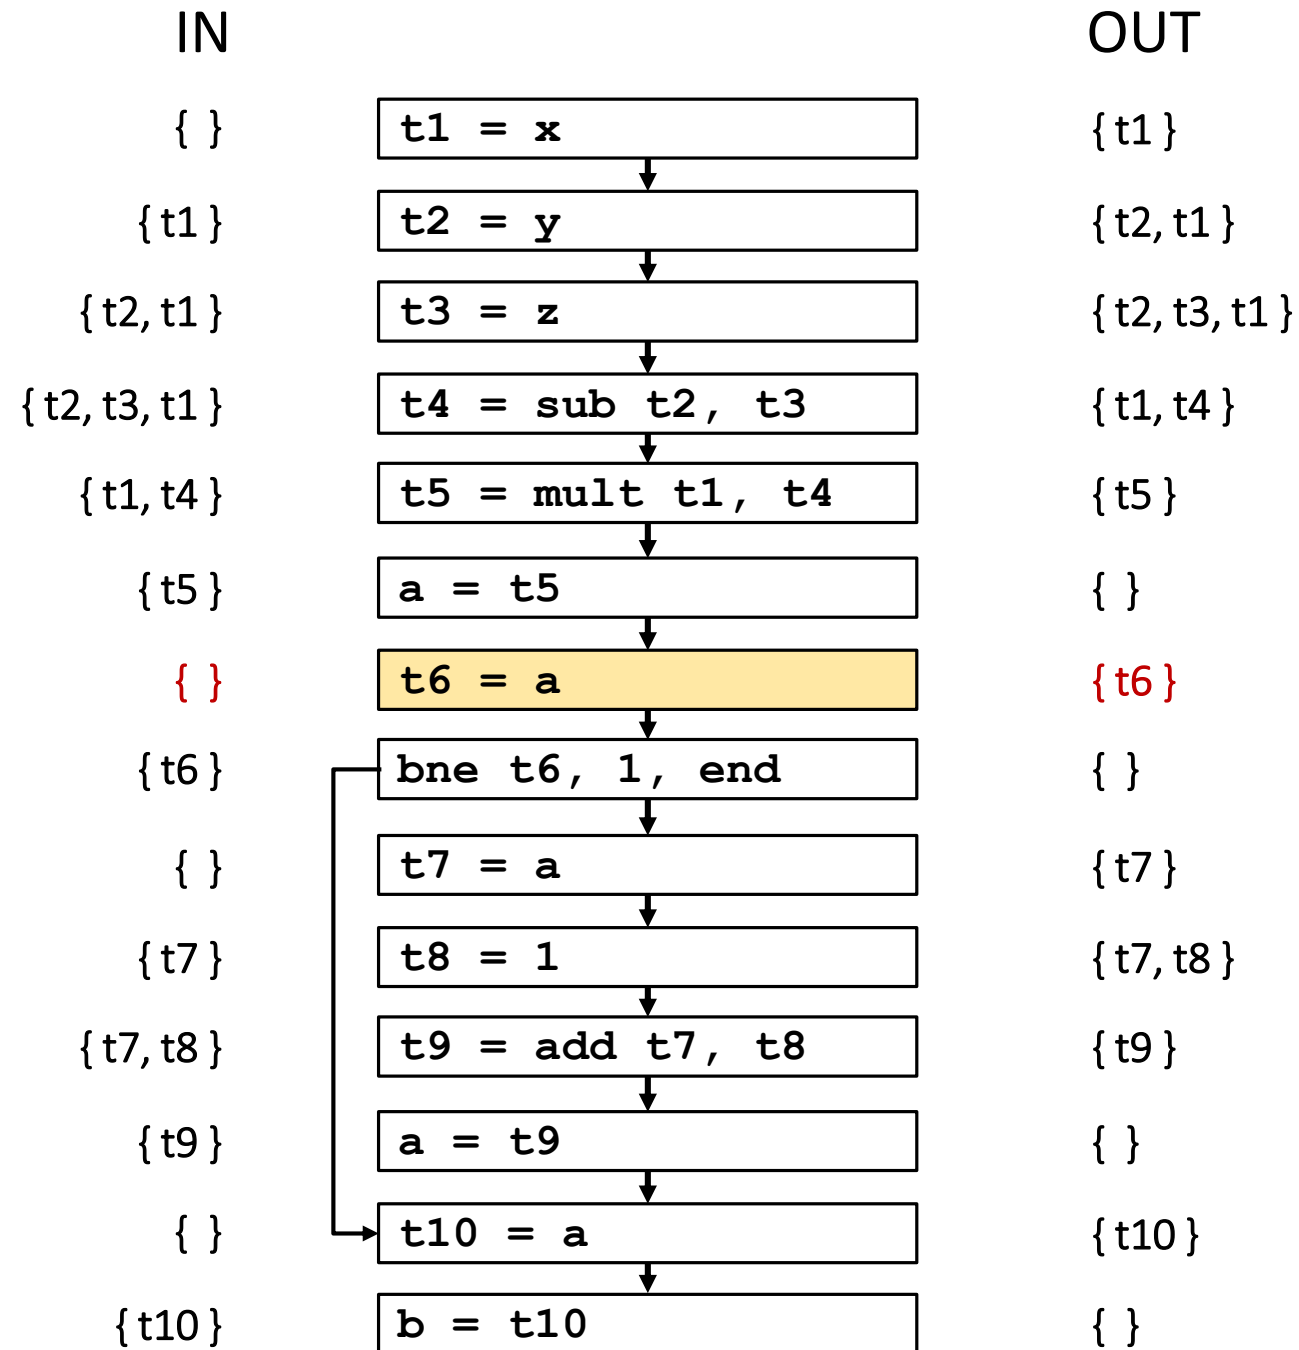 IN OUT
{ } t1 = x { t1 }
{ t1 } t2 = y { t2, t1 }
{ t2, t1 } t3 = z { t2, t3, t1 }
{ t2, t3, t1 } t4 = sub t2, t3 { t1, t4 }
{ t1, t4 } t5 = mult t1, t4 { t5 }
{ t5 } a = t5 { }
{ } t6 = a { t6 }
{ t6 } bne t6, 1, end { }
{ } t7 = a { t7 }
{ t7 } t8 = 1 { t7, t8 }
{ t7, t8 } t9 = add t7, t8 { t9 }
{ t9 } a = t9 { }
{ } t10 = a { t10 }
{ t10 } b = t10 { }